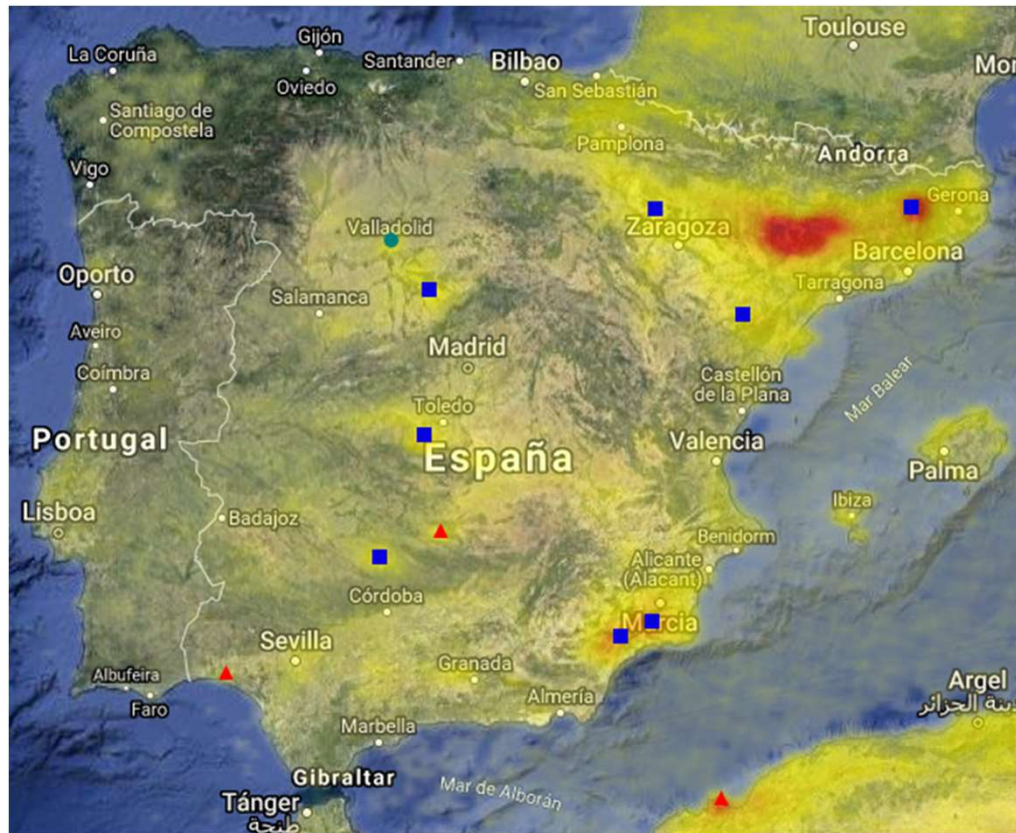 Toulouse
Gijón
La Coruña
Santander
Bilbao
Mor
Oviedo
San Sebastián
Santiago de
Compostela
Pamplona
Andorra
Vigo
Gerona
Valladolid
Zaragoza
Barcelona
Oporto
Salamanca
Tarragona
Aveiro
Madrid
Coímbra
Castellón
de la Plana
Mar Balear
Toledo
Portugal
España
Valencia
Palma
Ibiza
Lisboa
Badajoz
Benidorm
Alicante
(Alacant)
Córdoba
Murcia
Sevilla
Granada
Albufeira
Argel
Faro
Almería
مدينة الجزائر
Marbella
Gibraltar
Mar de Alborán
Tánger
طنجة